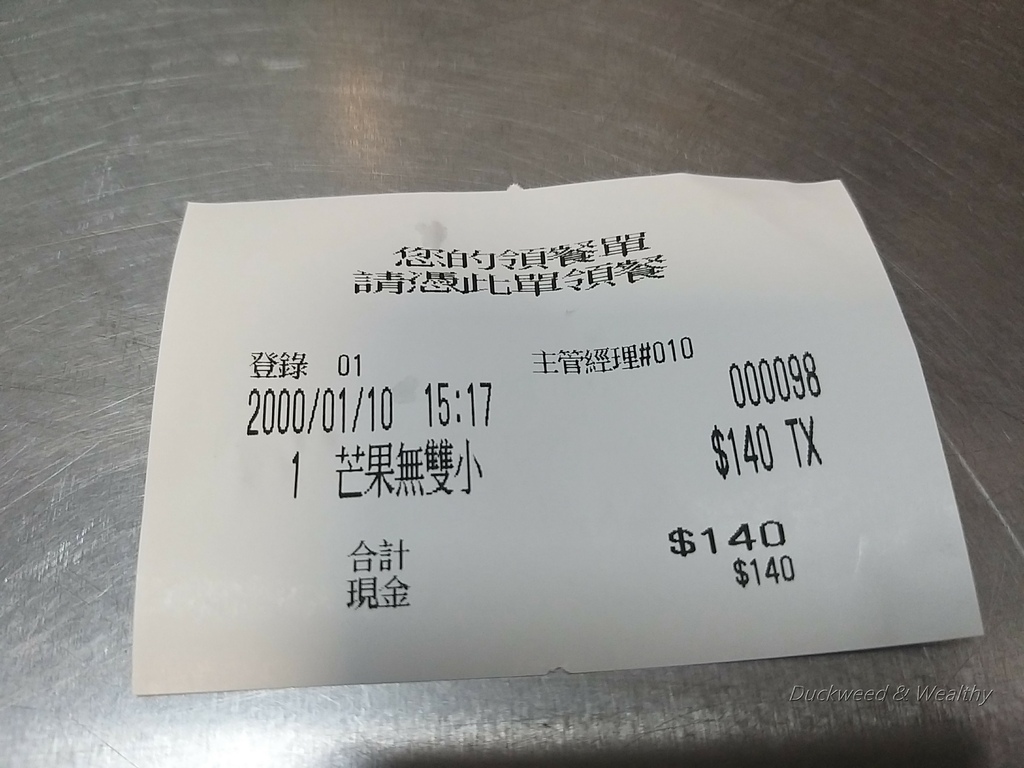 您的領餐單
請憑此單領餐
登錄 01 主管經理#010
2000/01/10 15:17 000098
1 芒果無雙小 $140 TX
合計 $140
現金 $140
Duckweed & Wealthy